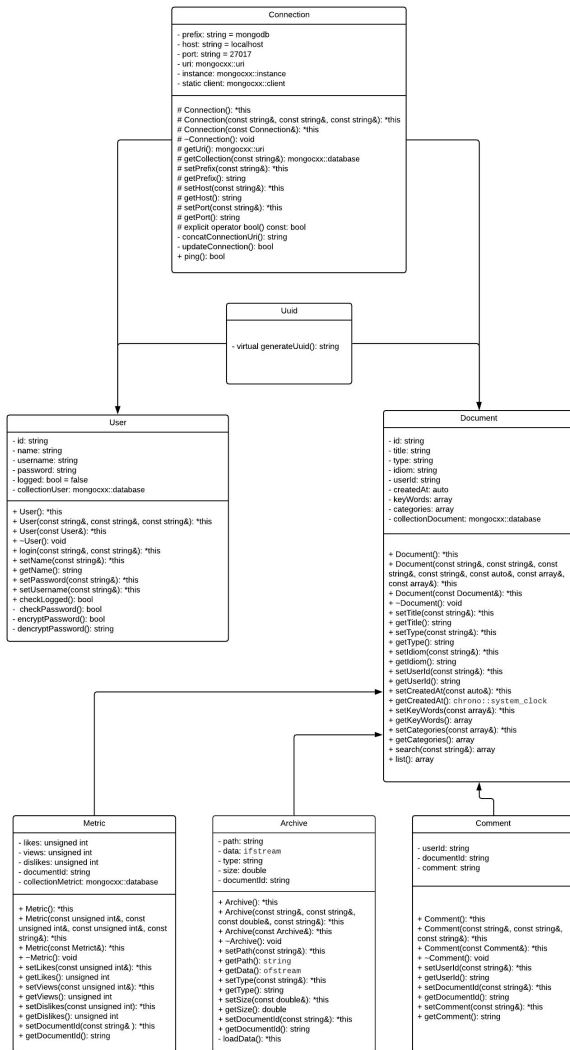 Connection
- prefix: string = mongodb
- host: string = localhost
- port: string = 27017
- uri: mongocxx::uri
- instance: mongocxx::instance
- static client: mongocxx::client
# Connection(): *this
# Connection(const string&, const string&, const string&): *this
# Connection(const Connection&): *this
# ~Connection(): void
# getUri(): mongocxx::uri
# getCollection(const string&): mongocxx::database
# setPrefix(const string&): *this
# getPrefix(): string
# setHost(const string&): *this
# getHost(): string
# setPort(const string&): *this
# getPort(): string
# explicit operator bool() const: bool
- concatConnectionUri(): string
- updateConnection(): bool
+ ping(): bool
Uuid
- virtual generateUuid(): string
User
- id: string
- name: string
- username: string
- password: string
- logged: bool = false
- collectionUser: mongocxx::database
+ User(): *this
+ User(const string&, const string&, const string&): *this
+ User(const User&): *this
+ ~User(): void
+ login(const string&, const string&): *this
+ setName(const string&): *this
+ getName(): string
+ setPassword(const string&): *this
+ setUsername(const string&): *this
+ checkLogged(): bool
- checkPassword(): bool
- encryptPassword(): bool
- dencryptPassword(): string
Document
- id: string
- title: string
- type: string
- idiom: string
- userId: string
- createdAt: auto
- keyWords: array
- categories: array
- collectionDocument: mongocxx::database
+ Document(): *this
+ Document(const string&, const string&, const
string&, const string&, const auto&, const array&,
const array&): *this
+ Document(const Document&): *this
+ ~Document(): void
+ setTitle(const string&): *this
+ getTitle(): string
+ setType(const string&): *this
+ getType(): string
+ setIdiom(const string&): *this
+ getIdiom(): string
+ setUserId(const string&): *this
+ getUserId(): string
+ setCreatedAt(const auto&): *this
+ getCreatedAt(): chrono::system_clock
+ setKeyWords(const array&): *this
+ getKeyWords(): array
+ setCategories(const array&): *this
+ getCategories(): array
+ search(const string&): array
+ list(): array
Metric
- likes: unsigned int
- views: unsigned int
- dislikes: unsigned int
- documentId: string
- collectionMetrict: mongocxx::database
+ Metric(): *this
+ Metric(const unsigned int&, const
unsigned int&, const unsigned int&, const
string&): *this
+ Metric(const Metrict&): *this
+ ~Metric(): void
+ setLikes(const unsigned int&): *this
+ getLikes(): unsigned int
+ setViews(const unsigned int&): *this
+ getViews(): unsigned int
+ setDislikes(const unsigned int): *this
+ getDislikes(): unsigned int
+ setDocumentId(const string& ): *this
+ getDocumentId(): string
Archive
- path: string
- data: ifstream
- type: string
- size: double
- documentId: string
+ Archive(): *this
+ Archive(const string&, const string&,
const double&, const string&): *this
+ Archive(const Archive&): *this
+ ~Archive(): void
+ setPath(const string&): *this
+ getPath(): string
+ getData(): ofstream
+ setType(const string&): *this
+ getType(): string
+ setSize(const double&): *this
+ getSize(): double
+ setDocumentId(const string&): *this
+ getDocumentId(): string
- loadData(): *this
Comment
- userId: string
- documentId: string
- comment: string
+ Comment(): *this
+ Comment(const string&, const string&,
const string&): *this
+ Comment(const Comment&): *this
+ ~Comment(): void
+ setUserId(const string&): *this
+ getUserId(): string
+ setDocumentId(const string&): *this
+ getDocumentId(): string
+ setComment(const string&): *this
+ getComment(): string